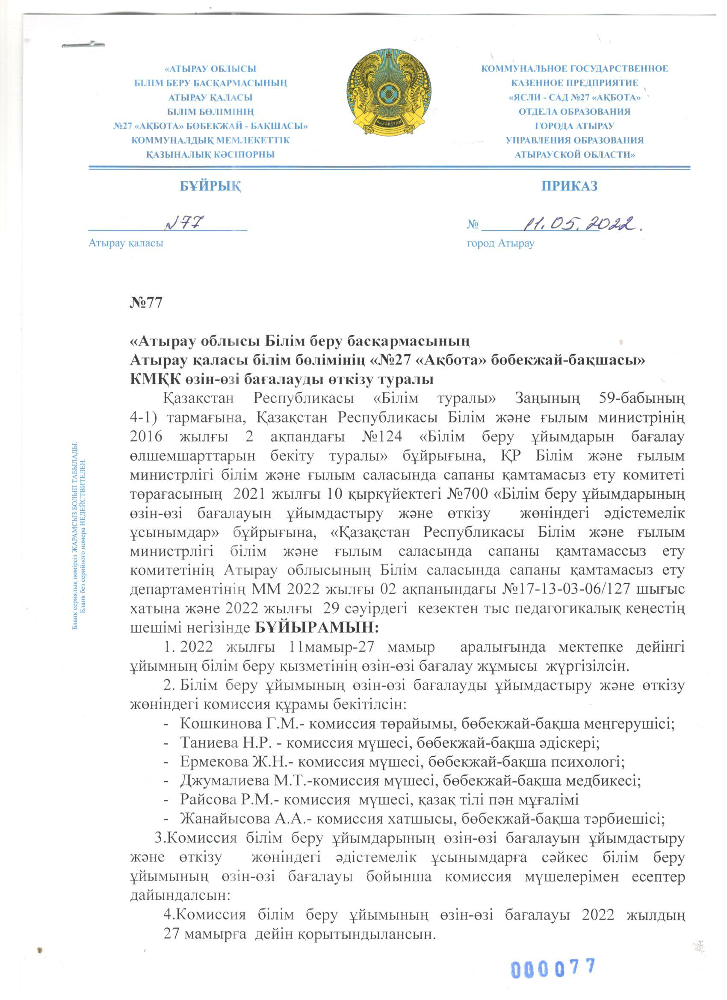 «АТЫРАУ ОБЛЫСЫ
БІЛІМ БЕРУ БАСҚАРМАСЫНЫҢ
АТЫРАУ ҚАЛАСЫ
БІЛІМ БӨЛІМІНІҢ
№27 «АҚБОТА» БӨБЕКЖАЙ - БАҚШАСЫ»
КОММУНАЛДЫҚ МЕМЛЕКЕТТІК
ҚАЗЫНАЛЫҚ КӘСІПОРНЫ
QAZAQSTAN
КОММУНАЛЬНОЕ ГОСУДАРСТВЕННОЕ
КАЗЕННОЕ ПРЕДПРИЯТИЕ
«ЯСЛИ - САД №27 «АҚБОТА»
ОТДЕЛА ОБРАЗОВАНИЯ
ГОРОДА АТЫРАУ
УПРАВЛЕНИЯ ОБРАЗОВАНИЯ
АТЫРАУСКОЙ ОБЛАСТИ»
БҰЙРЫҚ
ПРИКАЗ
№77
№ 11.05.2022.
Атырау қаласы
город Атырау
№77
«Атырау облысы Білім беру басқармасының
Атырау қаласы білім бөлімінің «№27 «Ақбота» бөбекжай-бақшасы»
КМҚК өзін-өзі бағалауды өткізу туралы
Қазақстан Республикасы «Білім туралы» Заңының 59-бабының
4-1) тармағына, Қазақстан Республикасы Білім және ғылым министрінің
2016 жылғы 2 ақпандағы №124 «Білім беру ұйымдарын бағалау
өлшемшарттарын бекіту туралы» бұйрығына, ҚР Білім және ғылым
министрлігі білім және ғылым саласында сапаны қамтамасыз ету комитеті
төрағасының 2021 жылғы 10 қыркүйектегі №700 «Білім беру ұйымдарының
өзін-өзі бағалауын ұйымдастыру және өткізу жөніндегі әдістемелік
ұсынымдар» бұйрығына, «Қазақстан Республикасы Білім және ғылым
министрлігі білім және ғылым саласында сапаны қамтамассыз ету
комитетінің Атырау облысының Білім саласында сапаны қамтамасыз ету
департаментінің ММ 2022 жылғы 02 ақпанындағы №17-13-03-06/127 шығыс
хатына және 2022 жылғы 29 сәуірдегі кезектен тыс педагогикалық кеңестің
шешімі негізінде БҰЙЫРАМЫН:
1. 2022 жылғы 11мамыр-27 мамыр аралығында мектепке дейінгі
ұйымның білім беру қызметінің өзін-өзі бағалау жұмысы жүргізілсін.
2. Білім беру ұйымының өзін-өзі бағалауды ұйымдастыру және өткізу
жөніндегі комиссия құрамы бекітілсін:
- Кошкинова Г.М.- комиссия төрайымы, бөбекжай-бақша меңгерушісі;
- Таниева Н.Р. - комиссия мүшесі, бөбекжай-бақша әдіскері;
- Ермекова Ж.Н.- комиссия мүшесі, бөбекжай-бақша психологі;
- Джумалиева М.Т.-комиссия мүшесі, бөбекжай-бақша медбикесі;
- Райсова Р.М.- комиссия мүшесі, қазақ тілі пән мұғалімі
- Жанайысова А.А.- комиссия хатшысы, бөбекжай-бақша тәрбиешісі;
3.Комиссия білім беру ұйымдарының өзін-өзі бағалауын ұйымдастыру
және өткізу жөніндегі әдістемелік ұсынымдарға сәйкес білім беру
ұйымының өзін-өзі бағалауы бойынша комиссия мүшелерімен есептер
дайындалсын:
4.Комиссия білім беру ұйымының өзін-өзі бағалауы 2022 жылдың
27 мамырға дейін қорытындылансын.
Бланк сериялық нөмірсіз ЖАРАМСЫЗ БОЛЫП ТАБЫЛАДЫ.
Бланк без серийного номера НЕДЕЙСТВИТЕЛЕН.
000077